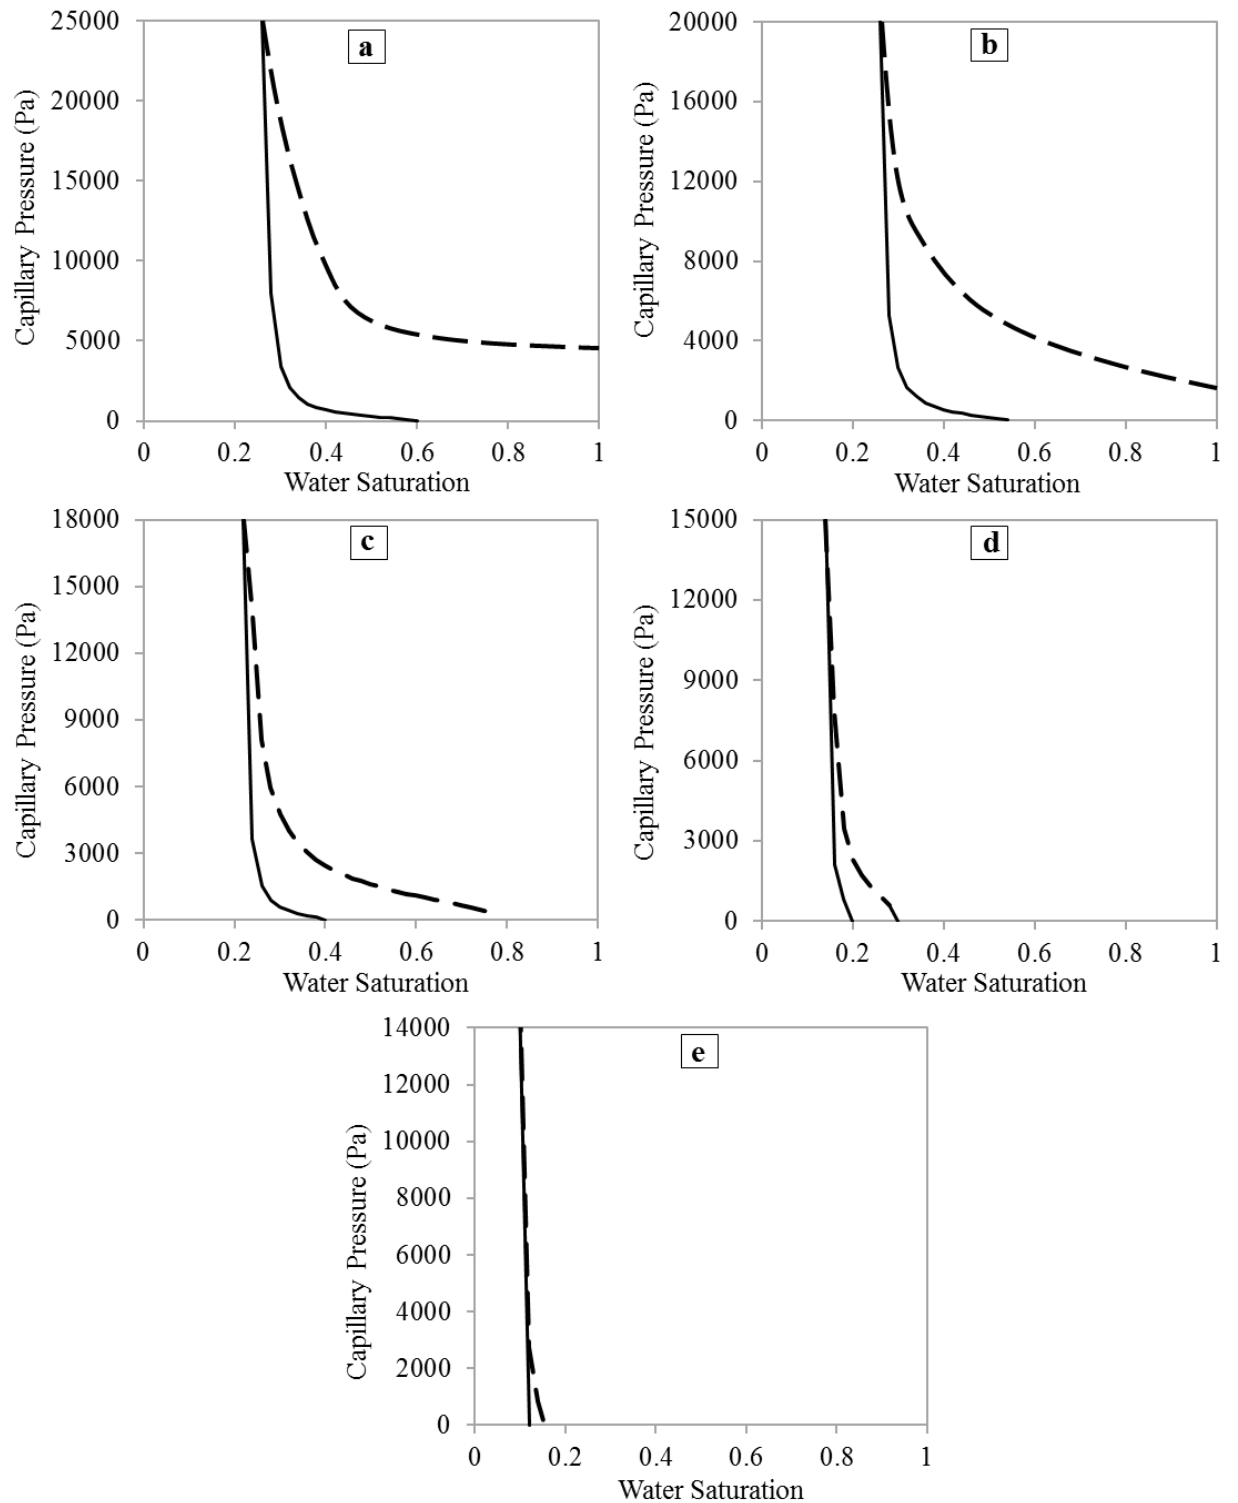 a
25000
20000
15000
10000
5000
0
Capillary Pressure (Pa)
0 0.2 0.4 0.6 0.8 1
Water Saturation
b
20000
16000
12000
8000
4000
0
Capillary Pressure (Pa)
0 0.2 0.4 0.6 0.8 1
Water Saturation
c
18000
15000
12000
9000
6000
3000
0
Capillary Pressure (Pa)
0 0.2 0.4 0.6 0.8 1
Water Saturation
d
15000
12000
9000
6000
3000
0
Capillary Pressure (Pa)
0 0.2 0.4 0.6 0.8 1
Water Saturation
e
14000
12000
10000
8000
6000
4000
2000
0
Capillary Pressure (Pa)
0 0.2 0.4 0.6 0.8 1
Water Saturation